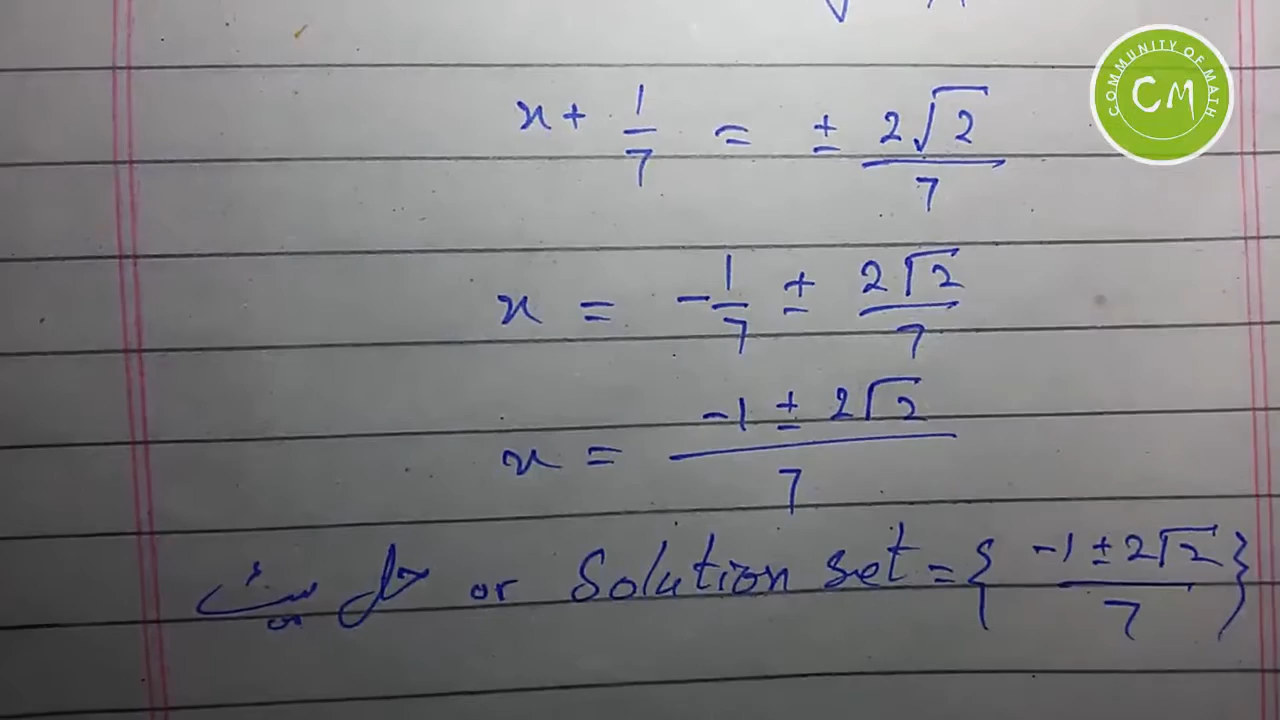 COMMUNITY OF MATH
CM
x + 1/7 = ± 2√2/7
x = -1/7 ± 2√2/7
x = -1 ± 2√2 / 7
حل سیٹ or Solution set = { -1 ± 2√2 / 7 }